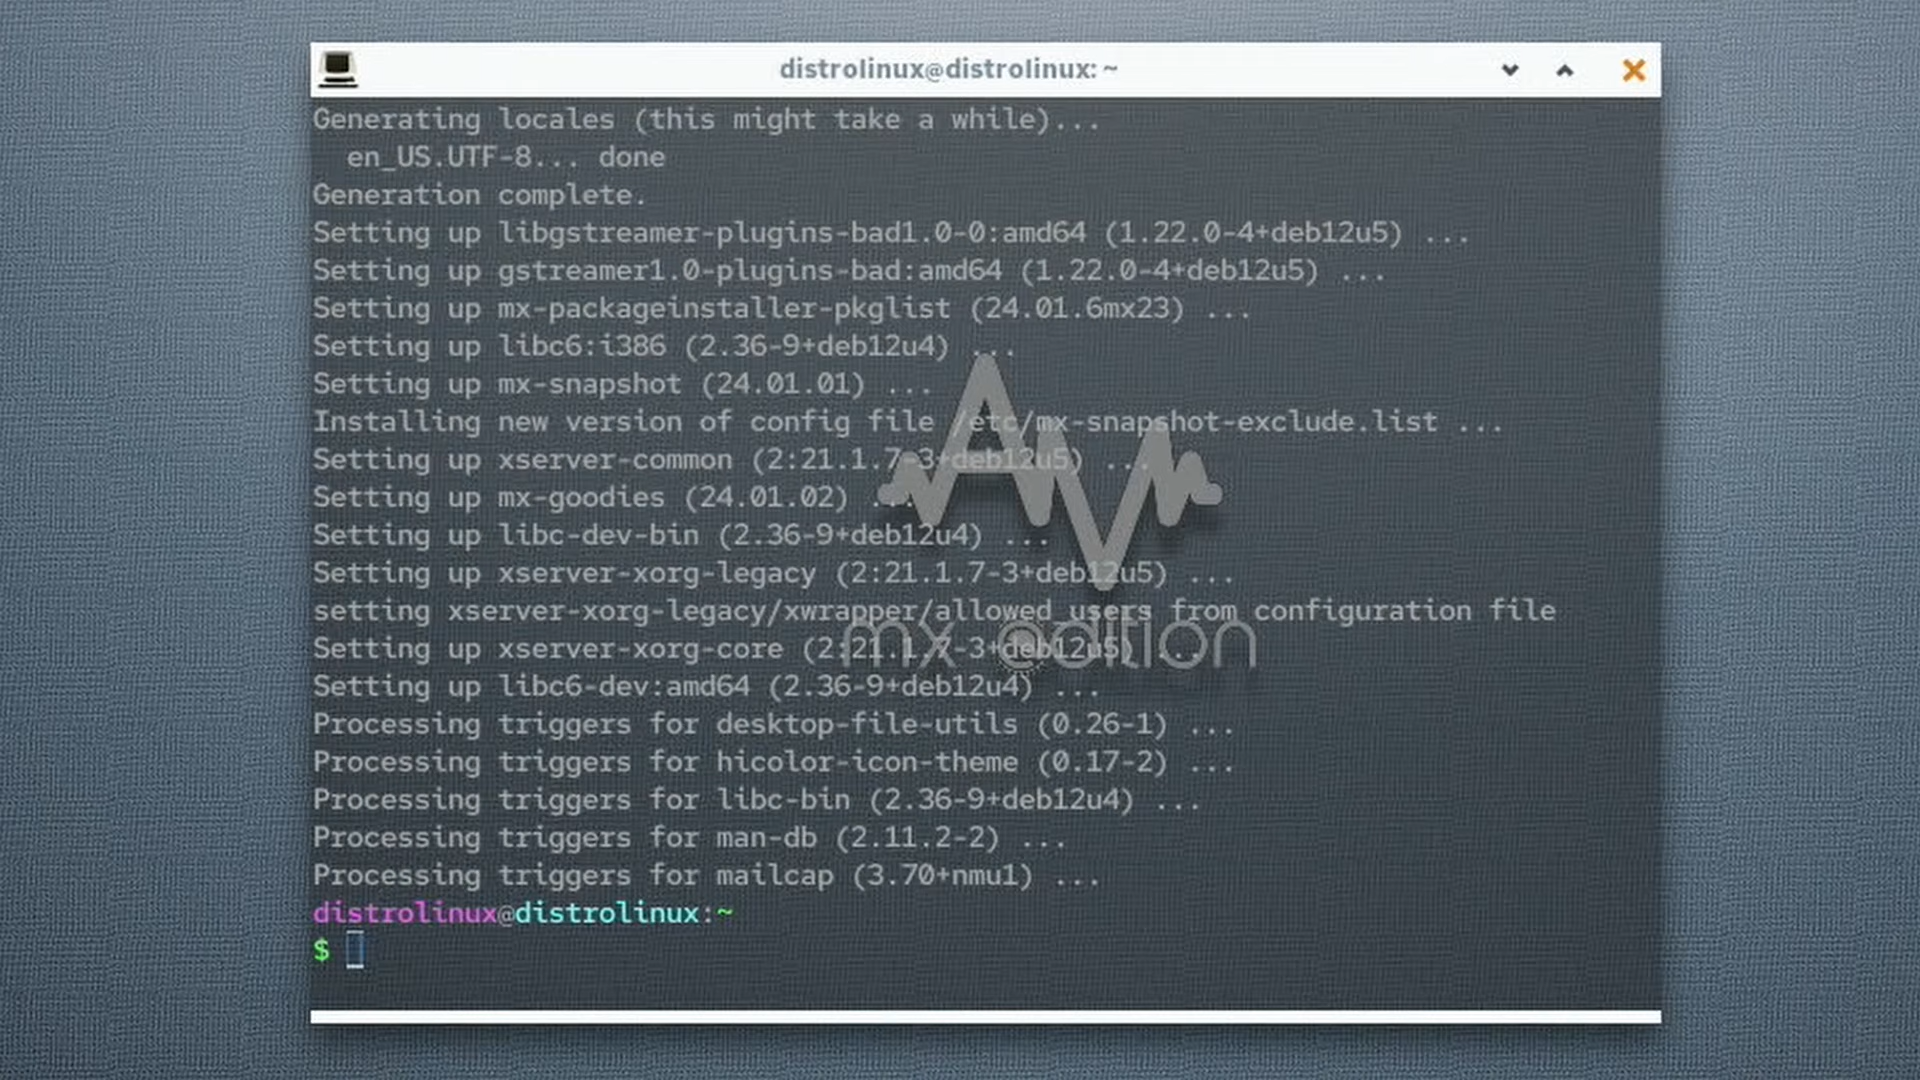 distrolinux@distrolinux: ~
Generating locales (this might take a while)...
  en_US.UTF-8... done
Generation complete.
Setting up libgstreamer-plugins-bad1.0-0:amd64 (1.22.0-4+deb12u5) ...
Setting up gstreamer1.0-plugins-bad:amd64 (1.22.0-4+deb12u5) ...
Setting up mx-packageinstaller-pkglist (24.01.6mx23) ...
Setting up libc6:i386 (2.36-9+deb12u4) ...
Setting up mx-snapshot (24.01.01) ...
Installing new version of config file /etc/mx-snapshot-exclude.list ...
Setting up xserver-common (2:21.1.7-3+deb12u5) ...
Setting up mx-goodies (24.01.02) ...
Setting up libc-dev-bin (2.36-9+deb12u4) ...
Setting up xserver-xorg-legacy (2:21.1.7-3+deb12u5) ...
setting xserver-xorg-legacy/xwrapper/allowed_users from configuration file
Setting up xserver-xorg-core (2:21.1.7-3+deb12u5) ...
Setting up libc6-dev:amd64 (2.36-9+deb12u4) ...
Processing triggers for desktop-file-utils (0.26-1) ...
Processing triggers for hicolor-icon-theme (0.17-2) ...
Processing triggers for libc-bin (2.36-9+deb12u4) ...
Processing triggers for man-db (2.11.2-2) ...
Processing triggers for mailcap (3.70+nmu1) ...
distrolinux@distrolinux:~
$
AV
mx edition